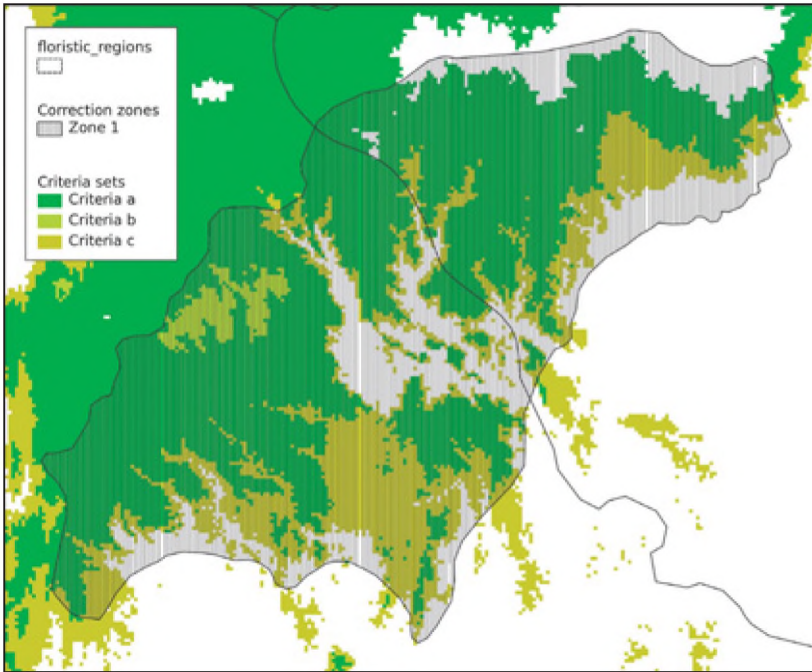 floristic_regions
Correction zones
Zone 1
Criteria sets
Criteria a
Criteria b
Criteria c